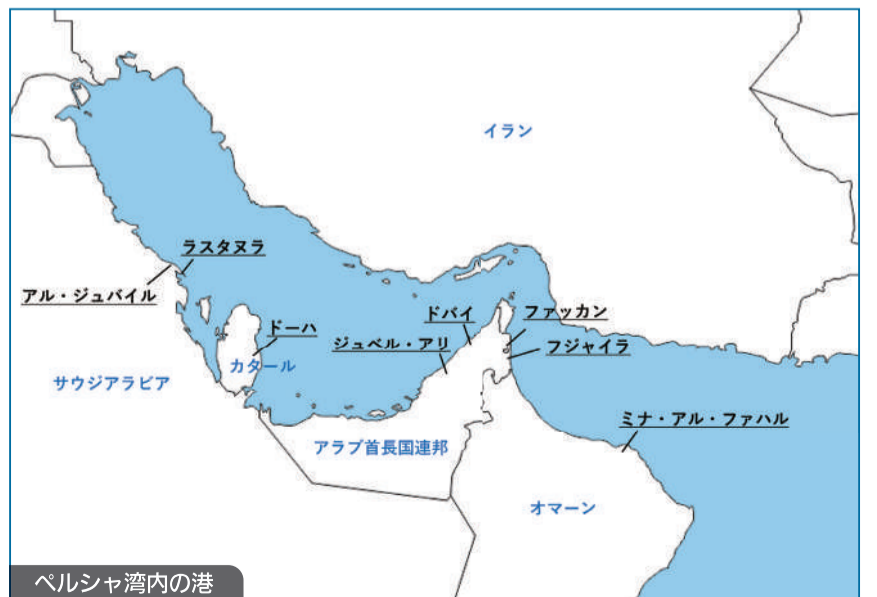 イラン
ラスタヌラ
アル・ジュバイル
ドーハ
ドバイ
ファッカン
ジュベル・アリ
フジャイラ
カタール
サウジアラビア
ミナ・アル・ファハル
アラブ首長国連邦
オマーン
ペルシャ湾内の港